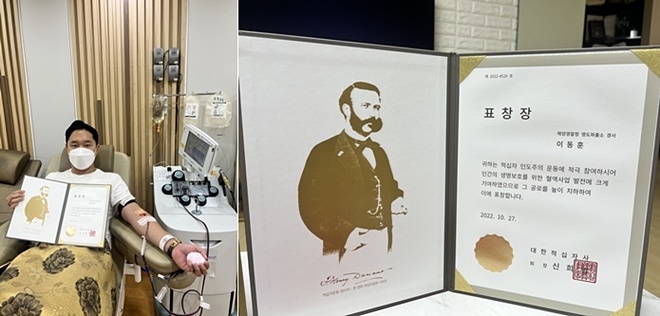 제 2022-4529 호
표 창 장
해양경찰청 영도파출소 경사
이 동 훈
귀하는 적십자 인도주의 운동에 적극 참여하시어
인간의 생명보호를 위한 혈액사업 발전에 크게
기여하였으므로 그 공로를 높이 치하하여
이에 표창합니다.
2022. 10. 27.
대 한 적 십 자 사
회 장 신 희